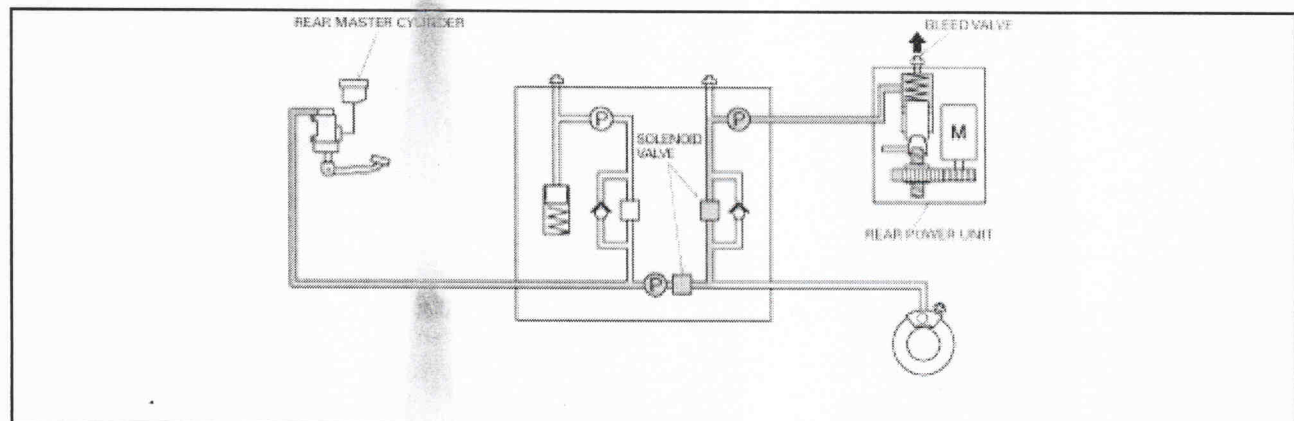 REAR MASTER CYLINDER
BLEED VALVE
P
P
SOLENOID
VALVE
M
REAR POWER UNIT
P